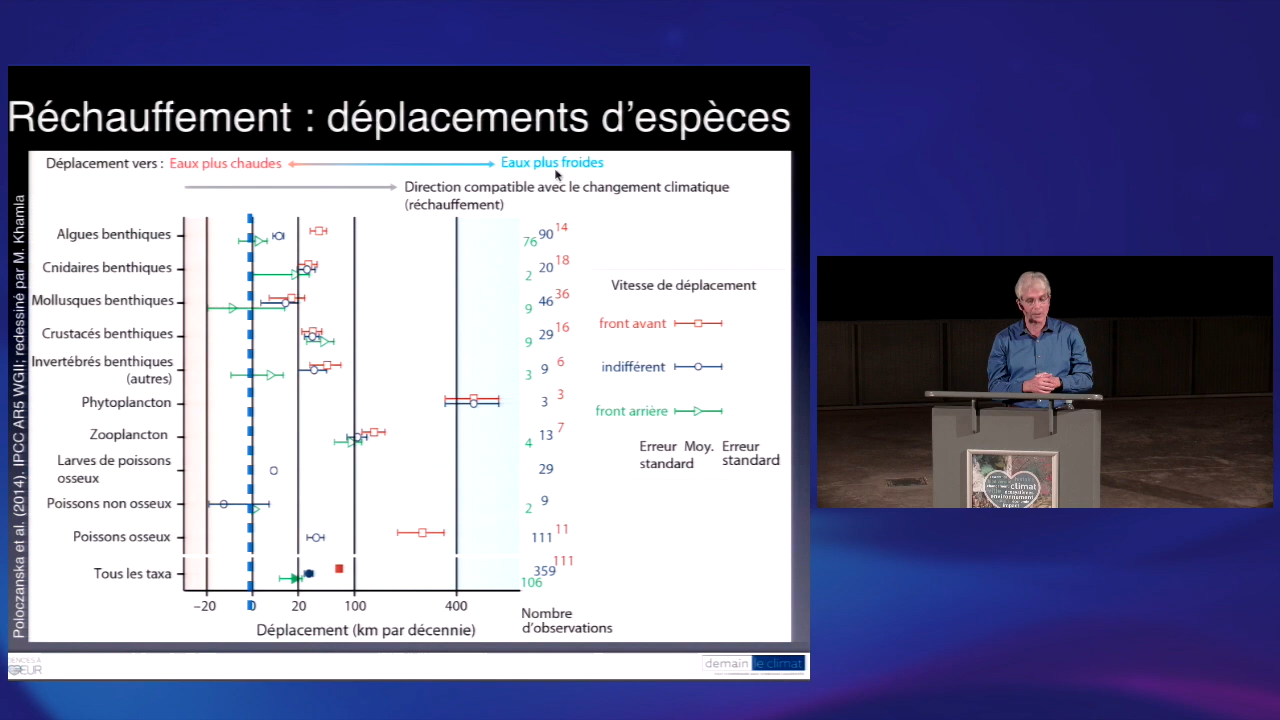 Réchauffement : déplacements d'espèces
Déplacement vers : Eaux plus chaudes Eaux plus froides
Direction compatible avec le changement climatique
(réchauffement)
Poloczanska et al. (2014). IPCC AR5 WGII; redessiné par M. Khamla
Algues benthiques 76 90 14
Cnidaires benthiques 2 20 18
Mollusques benthiques 9 46 36
Crustacés benthiques 9 29 16
Invertébrés benthiques
(autres) 3 9 6
Phytoplancton 3 3
Zooplancton 4 13 7
Larves de poissons
osseux 29
Poissons non osseux 2 9
Poissons osseux 111 11
Tous les taxa 106 359 111
−20 0 20 100 400
Déplacement (km par décennie)
Nombre
d'observations
Vitesse de déplacement
front avant
indifférent
front arrière
Erreur Moy. Erreur
standard standard
demain le climat
climat
environnement
impact